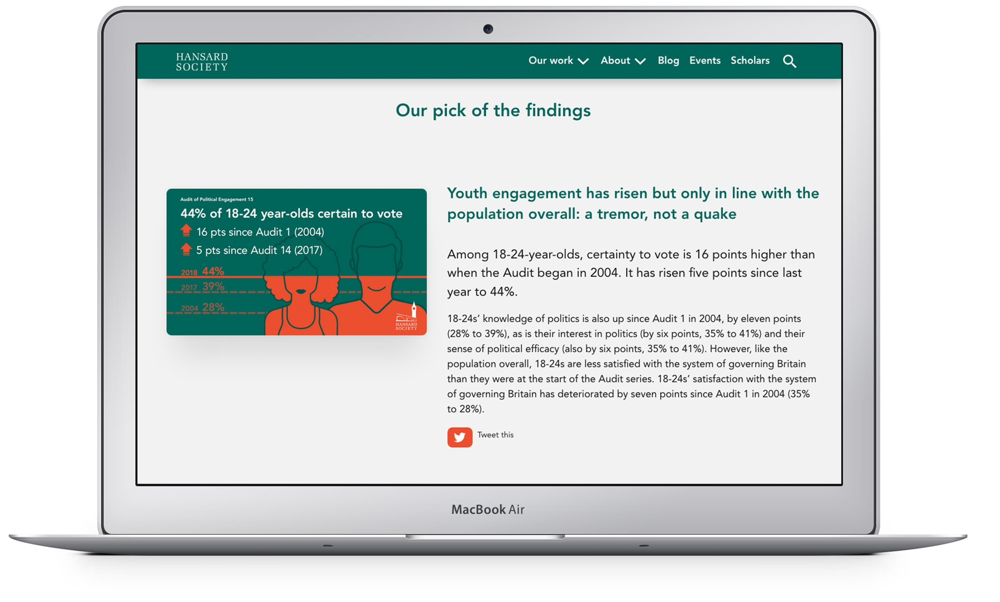 HANSARD
SOCIETY
Our work
About
Blog
Events
Scholars
Our pick of the findings
Audit of Political Engagement 15
44% of 18-24 year-olds certain to vote
16 pts since Audit 1 (2004)
5 pts since Audit 14 (2017)
2018 44%
2017 39%
2004 28%
HANSARD
SOCIETY
Youth engagement has risen but only in line with the
population overall: a tremor, not a quake
Among 18-24-year-olds, certainty to vote is 16 points higher than
when the Audit began in 2004. It has risen five points since last
year to 44%.
18-24s’ knowledge of politics is also up since Audit 1 in 2004, by eleven points
(28% to 39%), as is their interest in politics (by six points, 35% to 41%) and their
sense of political efficacy (also by six points, 35% to 41%). However, like the
population overall, 18-24s are less satisfied with the system of governing Britain
than they were at the start of the Audit series. 18-24s’ satisfaction with the system
of governing Britain has deteriorated by seven points since Audit 1 in 2004 (35%
to 28%).
Tweet this
MacBook Air